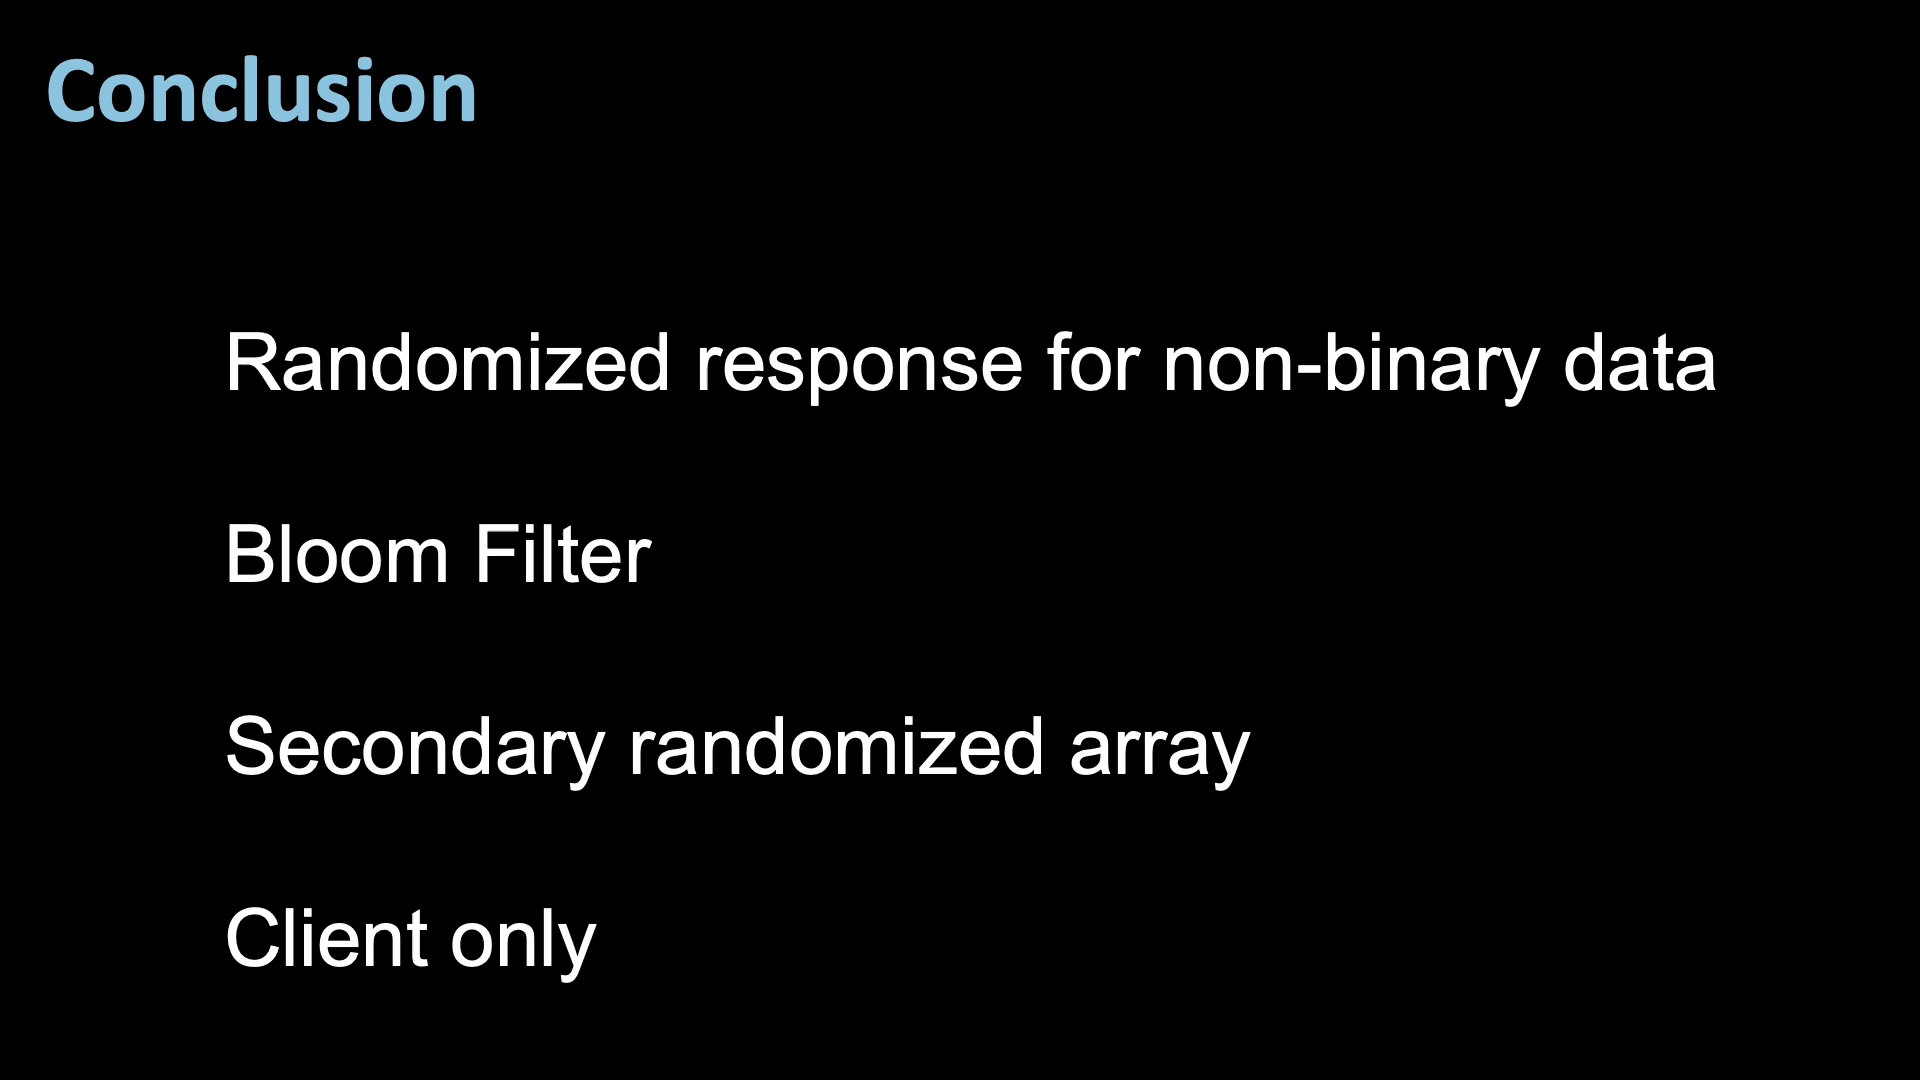 Conclusion
Randomized response for non-binary data
Bloom Filter
Secondary randomized array
Client only